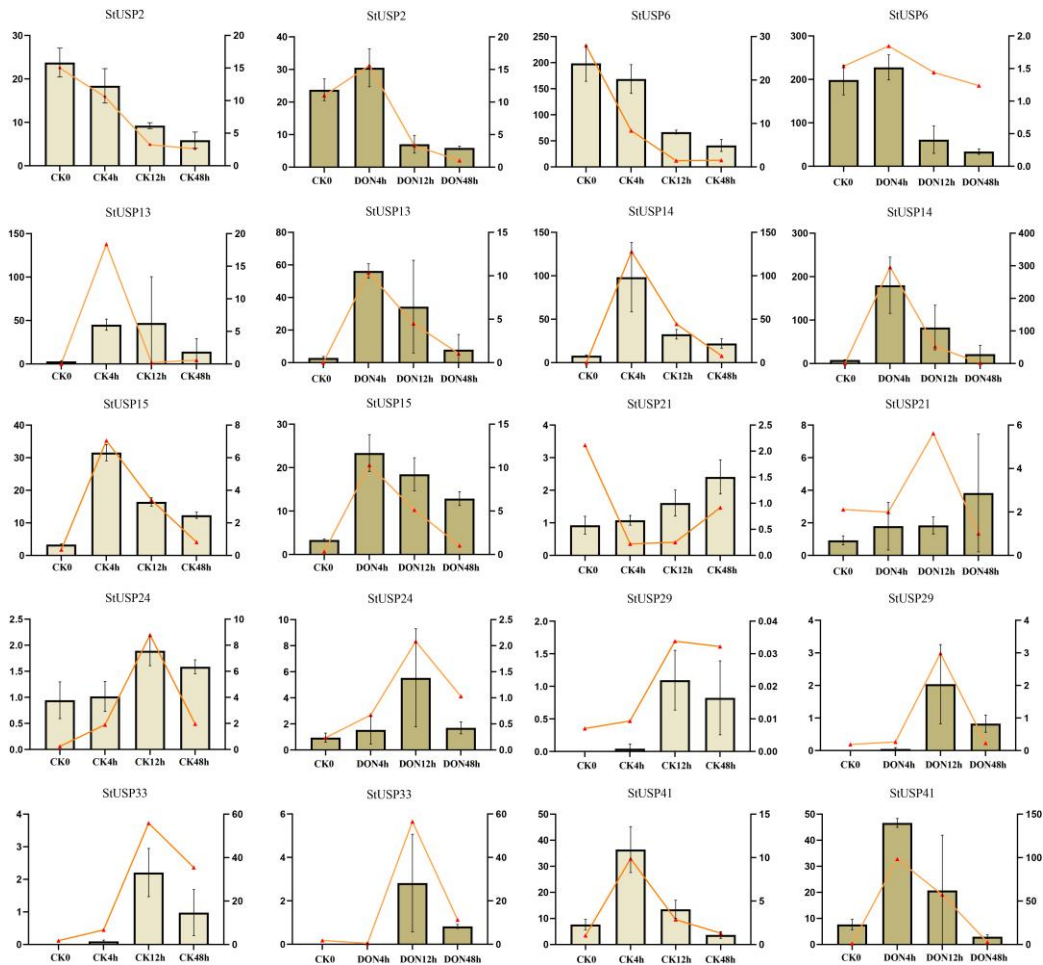 StUSP2
30 20 10 0
20 15 10 5 0
CK0 CK4h CK12h CK48h
StUSP2
40 30 20 10 0
20 15 10 5 0
CK0 DON4h DON12h DON48h
StUSP6
250 200 150 100 50 0
30 20 10 0
CK0 CK4h CK12h CK48h
StUSP6
300 200 100 0
2.0 1.5 1.0 0.5 0.0
CK0 DON4h DON12h DON48h
StUSP13
150 100 50 0
20 15 10 5 0
CK0 CK4h CK12h CK48h
StUSP13
80 60 40 20 0
15 10 5 0
CK0 DON4h DON12h DON48h
StUSP14
150 100 50 0
150 100 50 0
CK0 CK4h CK12h CK48h
StUSP14
300 200 100 0
400 300 200 100 0
CK0 DON4h DON12h DON48h
StUSP15
40 30 20 10 0
8 6 4 2 0
CK0 CK4h CK12h CK48h
StUSP15
30 20 10 0
15 10 5 0
CK0 DON4h DON12h DON48h
StUSP21
4 3 2 1 0
2.5 2.0 1.5 1.0 0.5 0.0
CK0 CK4h CK12h CK48h
StUSP21
8 6 4 2 0
6 4 2 0
CK0 DON4h DON12h DON48h
StUSP24
2.5 2.0 1.5 1.0 0.5 0.0
10 8 6 4 2 0
CK0 CK4h CK12h CK48h
StUSP24
10 8 6 4 2 0
2.5 2.0 1.5 1.0 0.5 0.0
CK0 DON4h DON12h DON48h
StUSP29
2.0 1.5 1.0 0.5 0.0
0.04 0.03 0.02 0.01 0.00
CK0 CK4h CK12h CK48h
StUSP29
4 3 2 1 0
4 3 2 1 0
CK0 DON4h DON12h DON48h
StUSP33
4 3 2 1 0
60 40 20 0
CK0 CK4h CK12h CK48h
StUSP33
6 4 2 0
60 40 20 0
CK0 DON4h DON12h DON48h
StUSP41
50 40 30 20 10 0
15 10 5 0
CK0 CK4h CK12h CK48h
StUSP41
50 40 30 20 10 0
150 100 50 0
CK0 DON4h DON12h DON48h